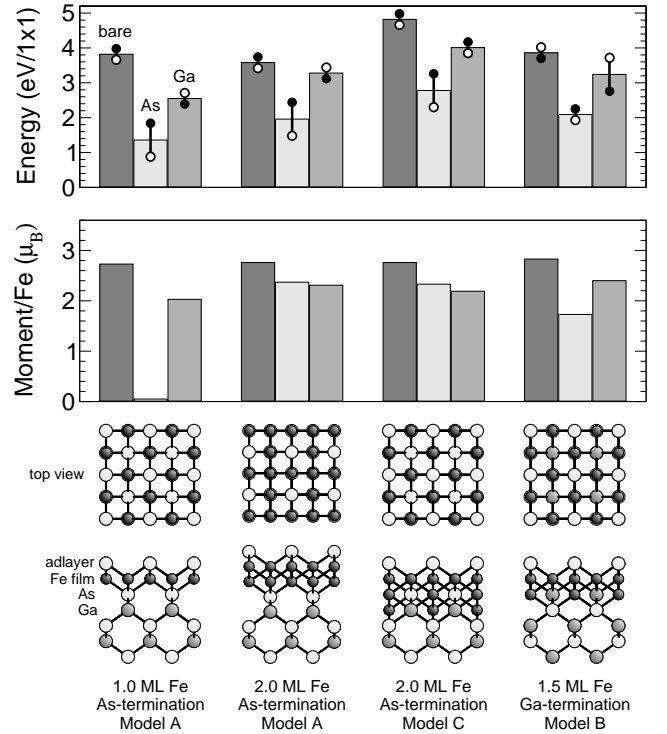 Energy (eV/1x1)
5
4
3
2
1
0
bare
As
Ga
Moment/Fe (μB)
3
2
1
0
top view
adlayer
Fe film
As
Ga
1.0 ML Fe
As-termination
Model A
2.0 ML Fe
As-termination
Model A
2.0 ML Fe
As-termination
Model C
1.5 ML Fe
Ga-termination
Model B